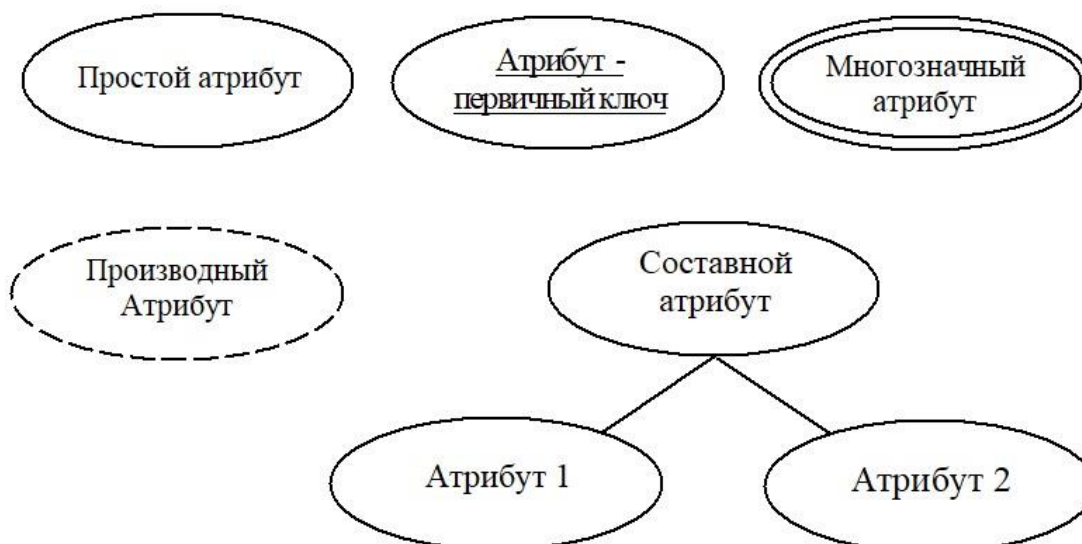 Простой атрибут
Атрибут -
первичный ключ
Многозначный
атрибут
Производный
Атрибут
Составной
атрибут
Атрибут 1
Атрибут 2